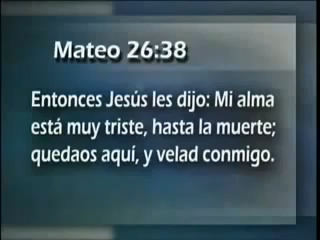 Mateo 26:38
Entonces Jesús les dijo: Mi alma
está muy triste, hasta la muerte;
quedaos aquí, y velad conmigo.